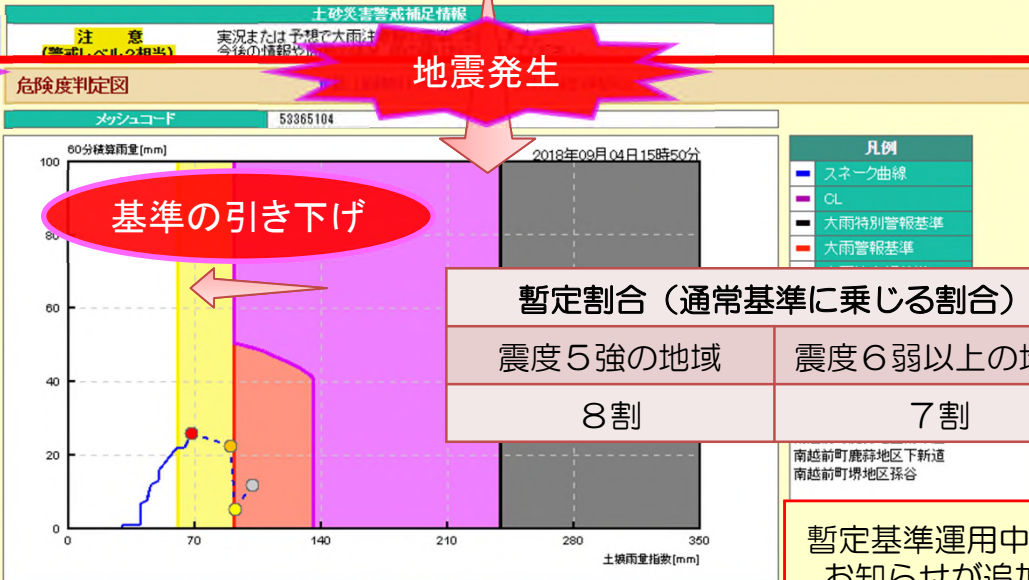 土砂災害警戒補足情報
注 意
(警戒レベル2相当)
実況または予想で大雨注
今後の情報や
地震発生
危険度判定図
メッシュコード
53365104
60分積算雨量[mm]
2018年09月04日15時50分
凡例
スネーク曲線
CL
大雨特別警報基準
大雨警報基準
基準の引き下げ
100
80
60
40
20
0
0
70
140
210
280
350
土壌雨量指数[mm]
暫定割合（通常基準に乗じる割合）
震度５強の地域
震度６弱以上の地
８割
７割
南越前町鹿蒜地区下新道
南越前町堺地区孫谷
暫定基準運用中
お知らせが追加